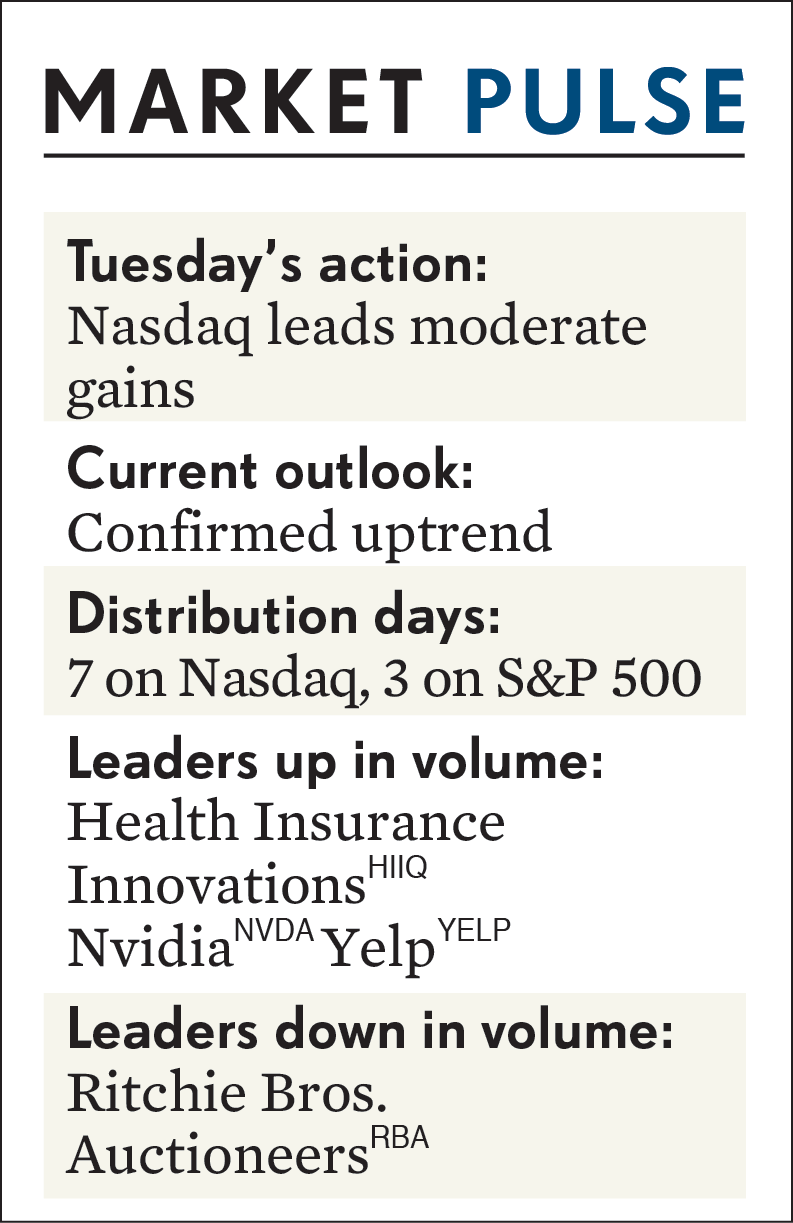 MARKET PULSE
Tuesday’s action:
Nasdaq leads moderate
gains
Current outlook:
Confirmed uptrend
Distribution days:
7 on Nasdaq, 3 on S&P 500
Leaders up in volume:
Health Insurance
Innovations HIIQ
Nvidia NVDA Yelp YELP
Leaders down in volume:
Ritchie Bros.
Auctioneers RBA